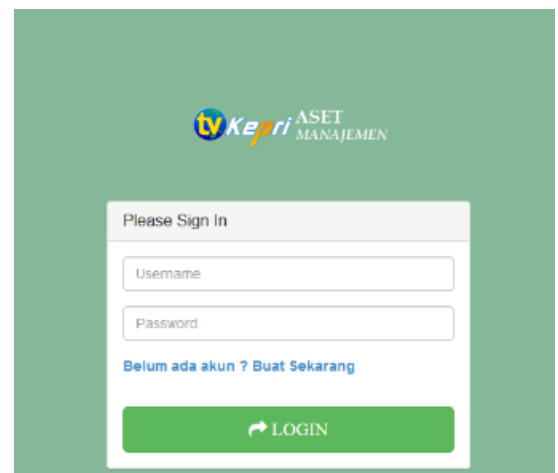 tv Kepri ASET
MANAJEMEN
Please Sign In
Username
Password
Belum ada akun ? Buat Sekarang
LOGIN